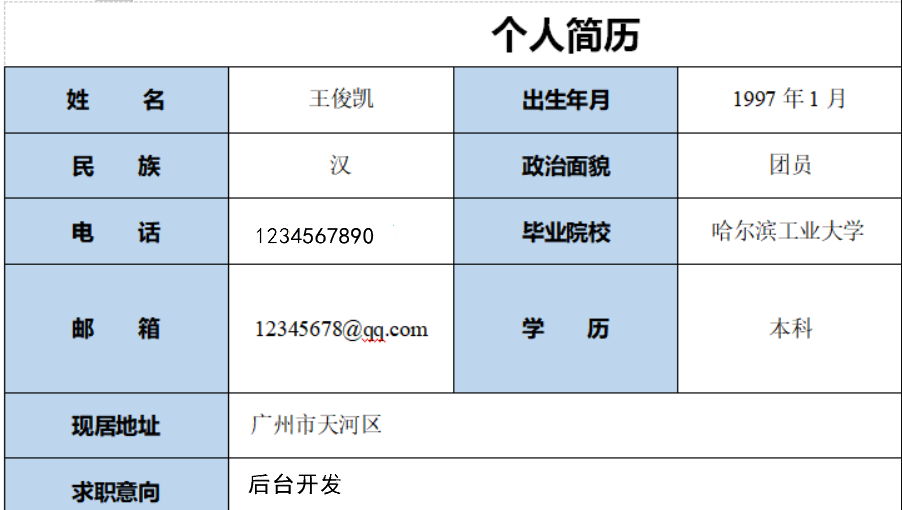 个人简历
姓 名 王俊凯 出生年月 1997 年 1 月
民 族 汉 政治面貌 团员
电 话 1234567890 毕业院校 哈尔滨工业大学
邮 箱 12345678@qq.com 学 历 本科
现居地址 广州市天河区
求职意向 后台开发